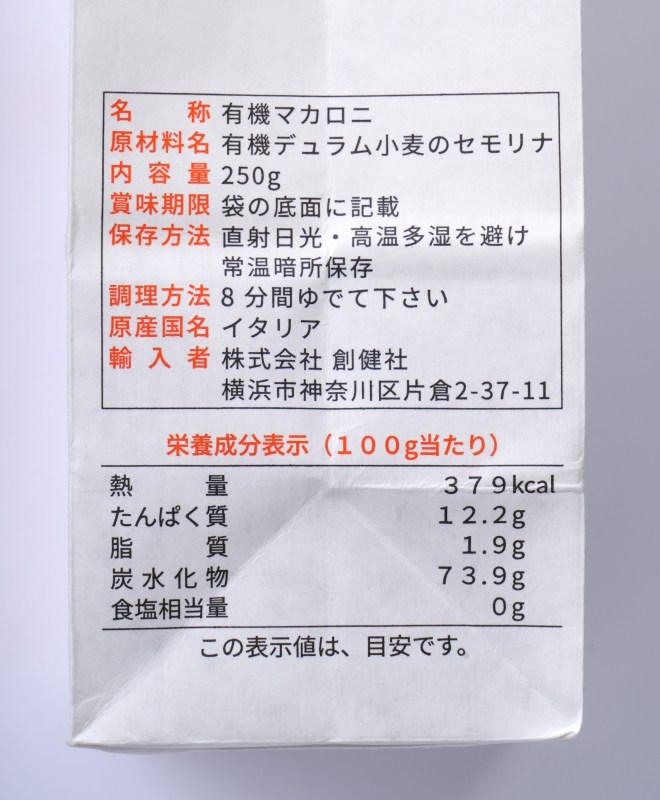 名称 有機マカロニ
原材料名 有機デュラム小麦のセモリナ
内容量 250g
賞味期限 袋の底面に記載
保存方法 直射日光・高温多湿を避け
常温暗所保存
調理方法 8分間ゆでて下さい
原産国名 イタリア
輸入者 株式会社 創健社
横浜市神奈川区片倉2-37-11
栄養成分表示（１００g当たり）
熱量 ３７９kcal
たんぱく質 １２.２g
脂質 １.９g
炭水化物 ７３.９g
食塩相当量 ０g
この表示値は、目安です。